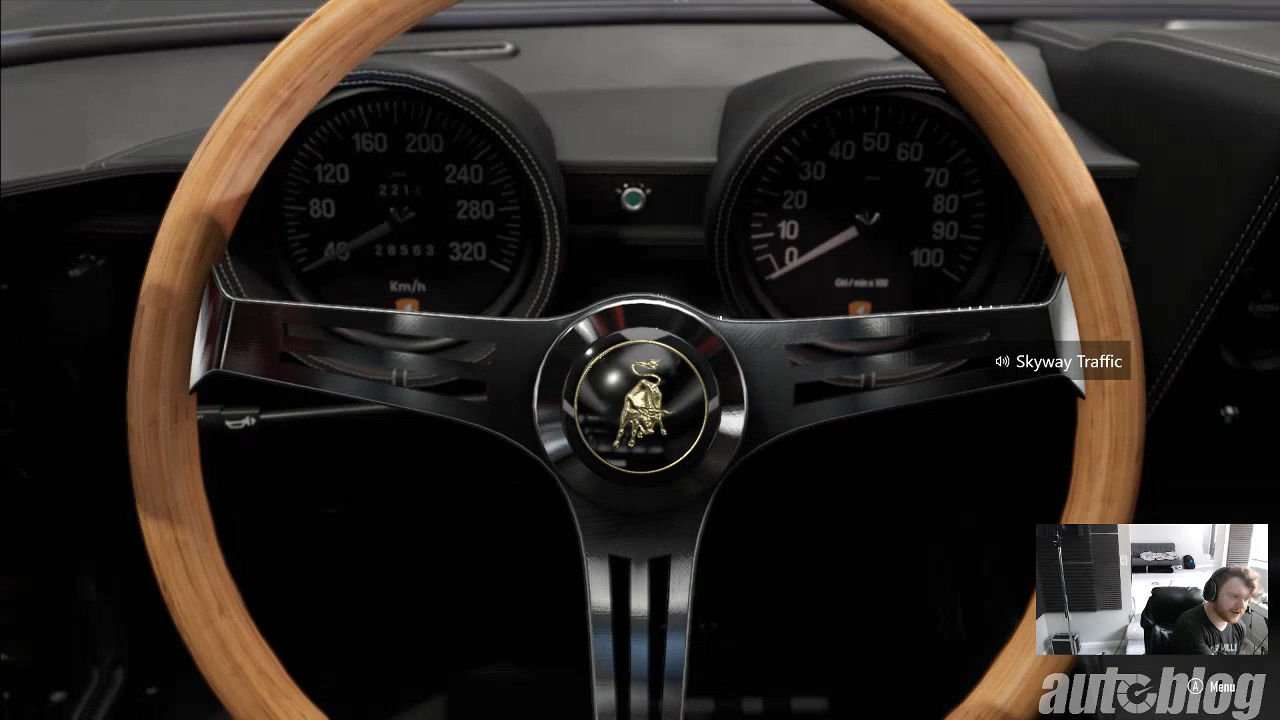 160 200
120 240
2214
80 280
40 28563 320
Km/h
50
40 60
30 70
20 80
10 90
0 100
GIRI/min x 100
Skyway Traffic
autoblog
A Menu